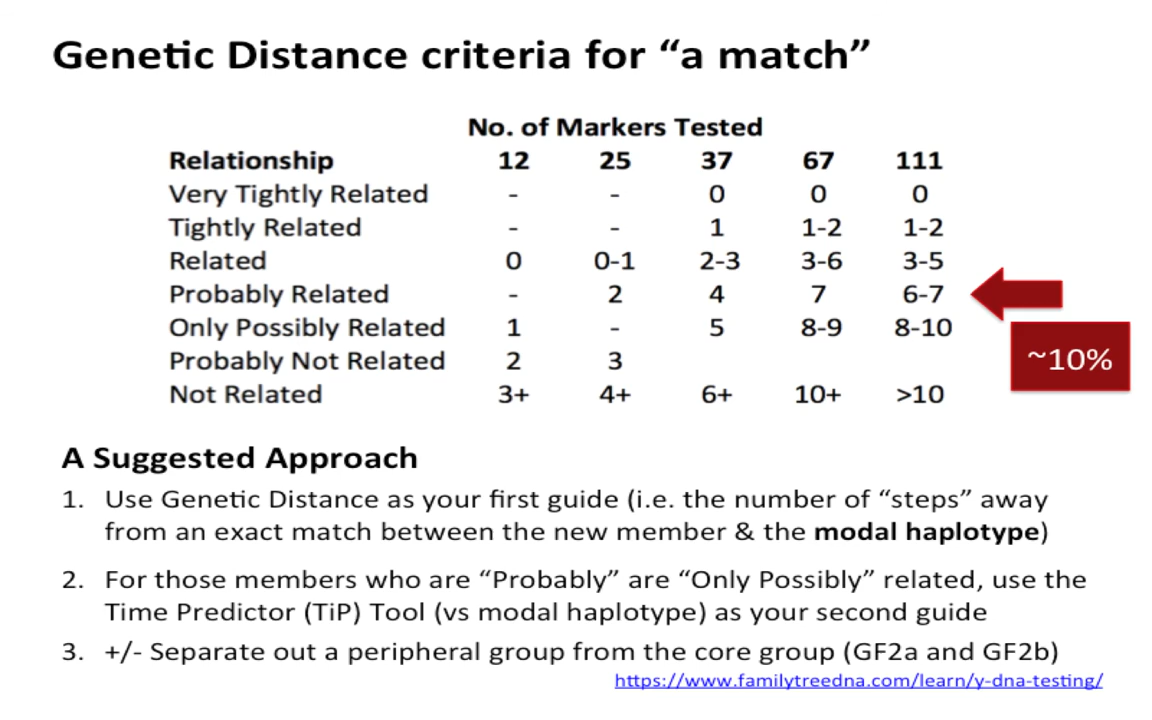 Genetic Distance criteria for “a match”
No. of Markers Tested
Relationship 12 25 37 67 111
Very Tightly Related - - 0 0 0
Tightly Related - - 1 1-2 1-2
Related 0 0-1 2-3 3-6 3-5
Probably Related - 2 4 7 6-7
Only Possibly Related 1 - 5 8-9 8-10
~10%
Probably Not Related 2 3
Not Related 3+ 4+ 6+ 10+ >10
A Suggested Approach
1. Use Genetic Distance as your first guide (i.e. the number of “steps” away
from an exact match between the new member & the modal haplotype)
2. For those members who are “Probably” are “Only Possibly” related, use the
Time Predictor (TiP) Tool (vs modal haplotype) as your second guide
3. +/- Separate out a peripheral group from the core group (GF2a and GF2b)
https://www.familytreedna.com/learn/y-dna-testing/